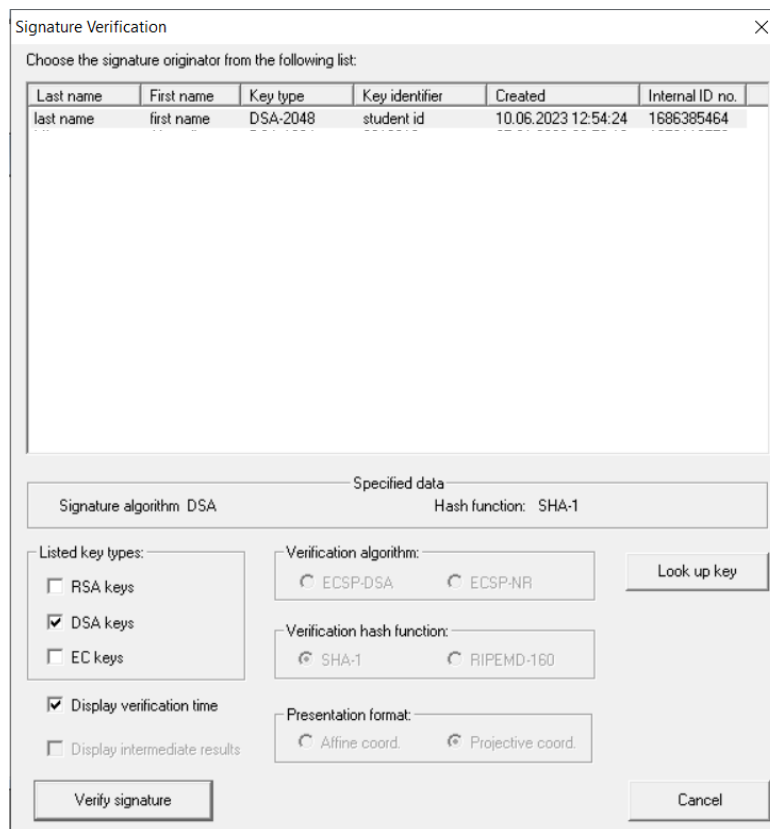 Signature Verification
Choose the signature originator from the following list:
Last name First name Key type Key identifier Created Internal ID no.
last name first name DSA-2048 student id 10.06.2023 12:54:24 1686385464
Specified data
Signature algorithm DSA Hash function: SHA-1
Listed key types:
RSA keys
DSA keys
EC keys
Verification algorithm:
ECSP-DSA ECSP-NR
Look up key
Verification hash function:
SHA-1 RIPEMD-160
Display verification time
Display intermediate results
Presentation format:
Affine coord. Projective coord.
Verify signature
Cancel